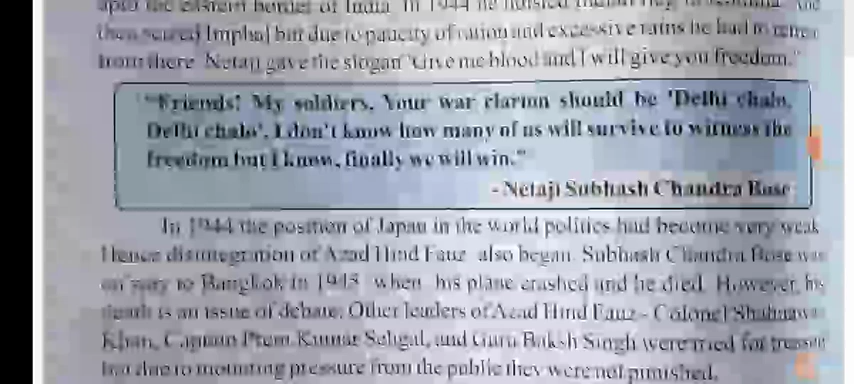 after the eastern border of India. In 1944 he hoisted Indian flag
then seized Imphal but due to paucity of ration and excessive rains he had to
from there. Netaji gave the slogan 'Give me blood and I will give you freedom.'
"Friends! My soldiers, Your war clarion should be 'Delhi chalo,
Delhi chalo'. I don't know how many of us will survive to witness the
freedom but I know, finally we will win."
- Netaji Subhash Chandra Bose
In 1944 the position of Japan in the world politics had become very weak
Hence disintegration of Azad Hind Fauz also began. Subhash Chandra Bose was
on way to Bangkok in 1945 when his plane crashed and he died. However, his
death is an issue of debate. Other leaders of Azad Hind Fauz - Colonel Shahnawa
Khan, Captain Prem Kumar Sehgal, and Guru Baksh Singh were tried for treason
but due to mounting pressure from the public they were not punished.